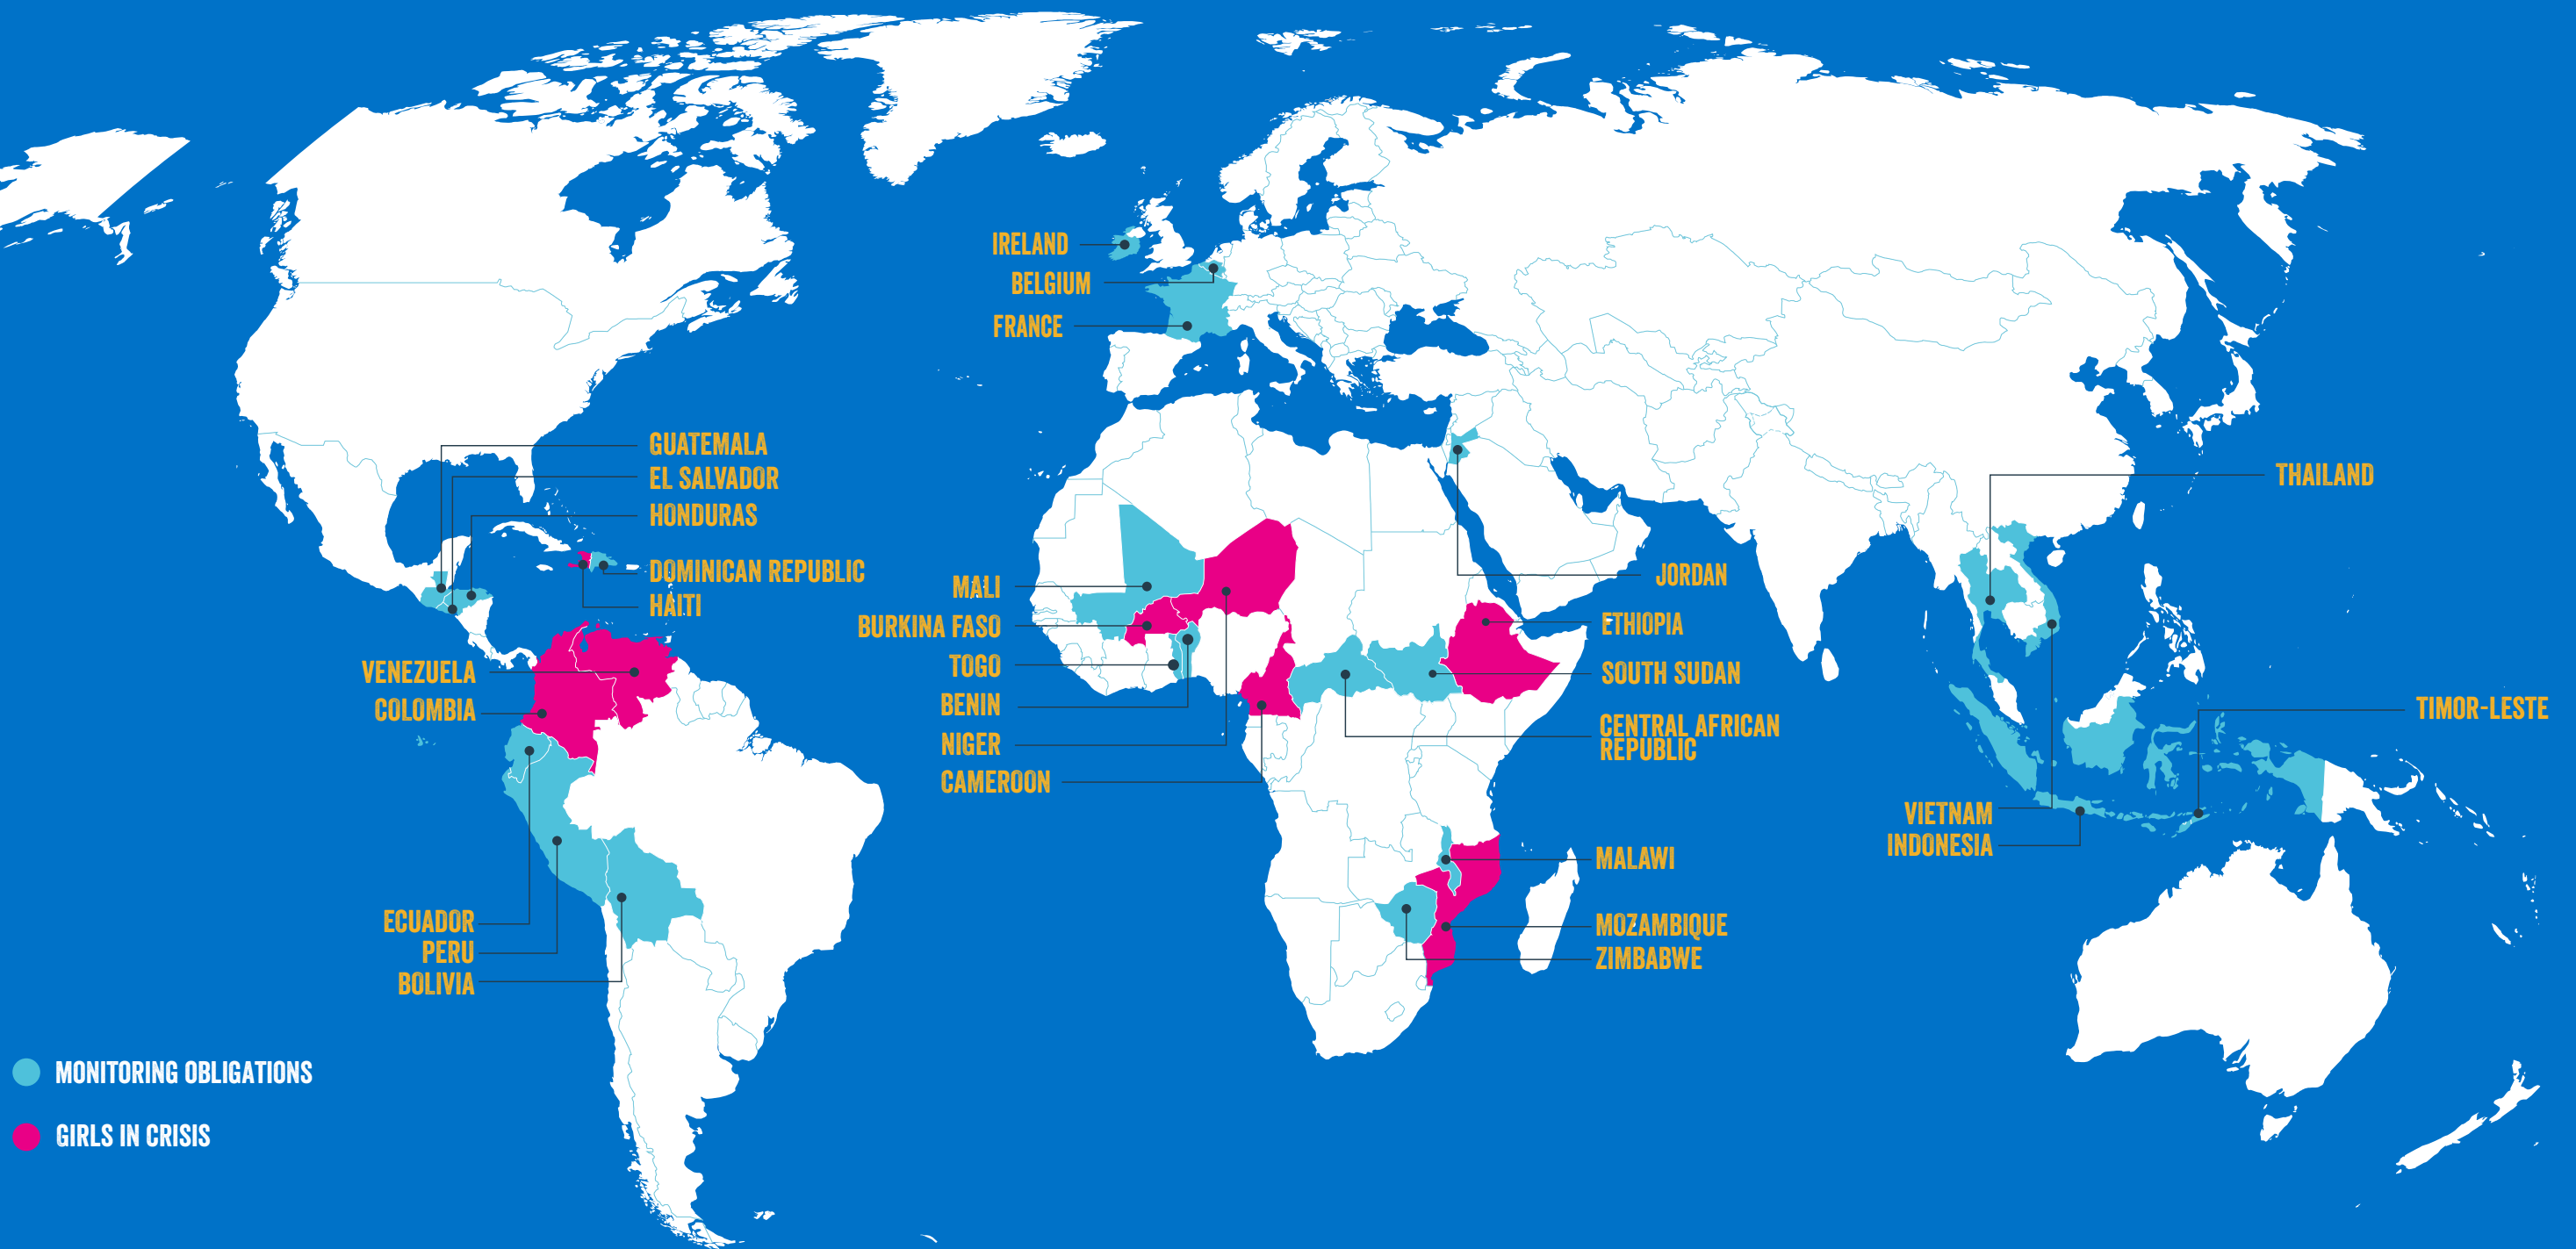 IRELAND
BELGIUM
FRANCE
GUATEMALA
EL SALVADOR
HONDURAS
DOMINICAN REPUBLIC
HAITI
VENEZUELA
COLOMBIA
ECUADOR
PERU
BOLIVIA
MALI
BURKINA FASO
TOGO
BENIN
NIGER
CAMEROON
JORDAN
ETHIOPIA
SOUTH SUDAN
CENTRAL AFRICAN
REPUBLIC
MALAWI
MOZAMBIQUE
ZIMBABWE
THAILAND
TIMOR-LESTE
VIETNAM
INDONESIA
MONITORING OBLIGATIONS
GIRLS IN CRISIS